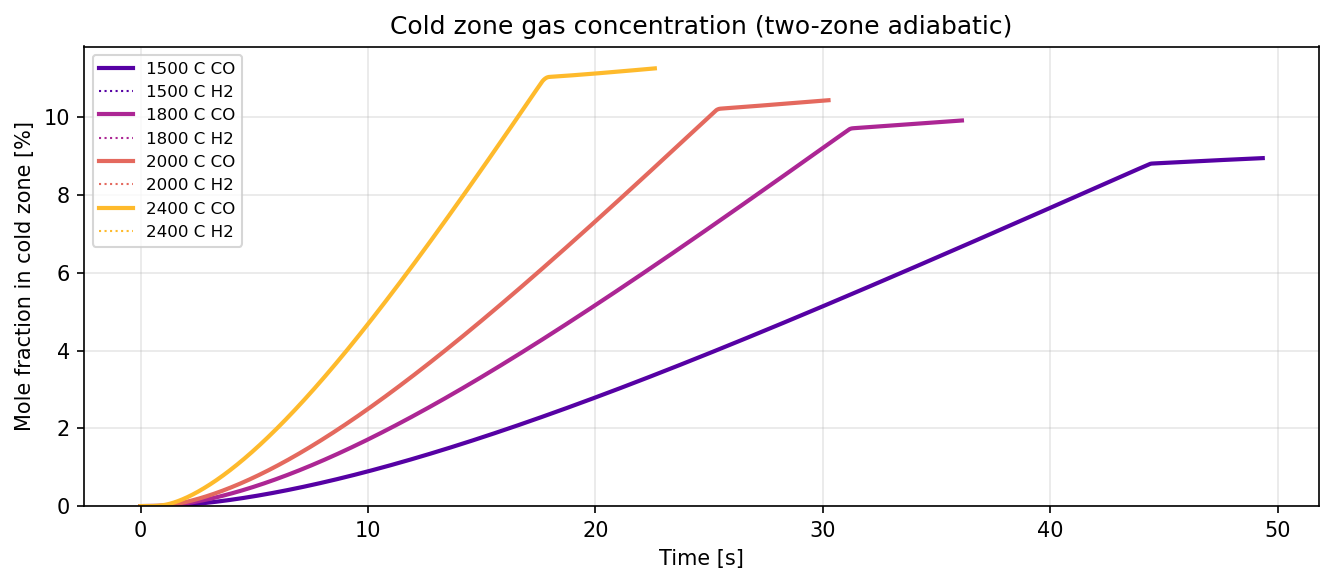 Cold zone gas concentration (two-zone adiabatic)
Mole fraction in cold zone [%]
10
8
6
4
2
0
1500 C CO
1500 C H2
1800 C CO
1800 C H2
2000 C CO
2000 C H2
2400 C CO
2400 C H2
0 10 20 30 40 50
Time [s]